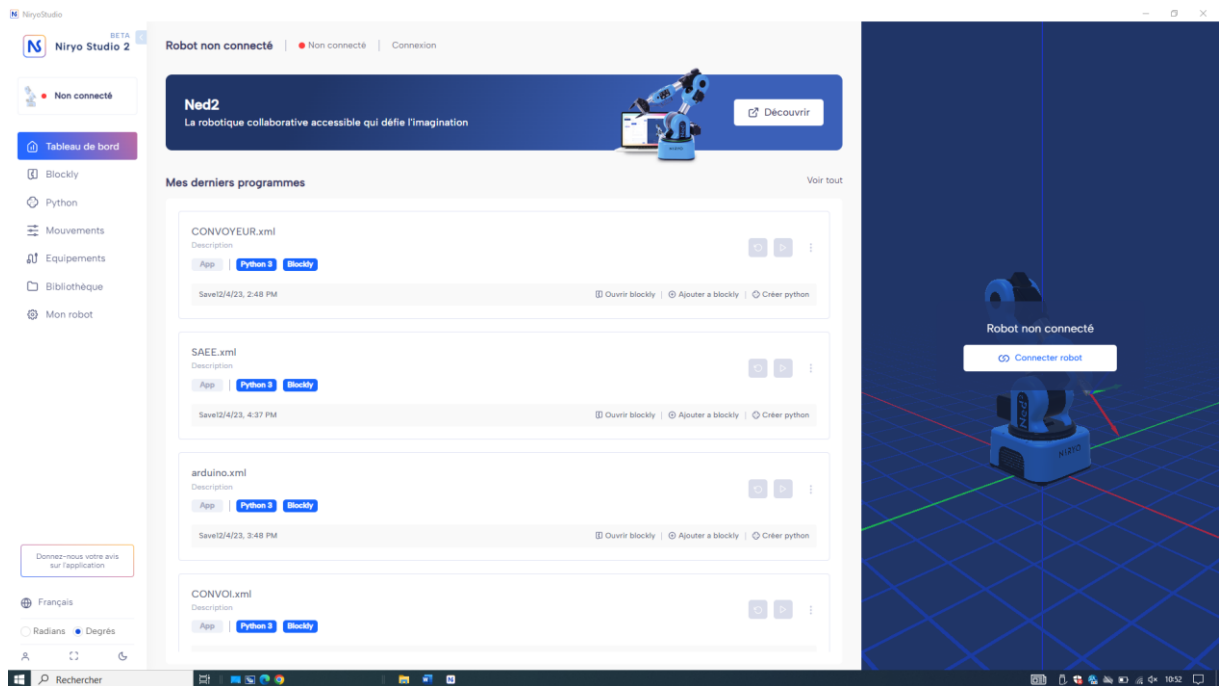 NiryoStudio
BETA
Niryo Studio 2
Non connecté
Tableau de bord
Blockly
Python
Mouvements
Equipements
Bibliothèque
Mon robot
Donnez-nous votre avis
sur l'application
Français
Radians
Degrés
Robot non connecté
Non connecté
Connexion
Ned2
La robotique collaborative accessible qui défie l'imagination
Découvrir
Mes derniers programmes
Voir tout
CONVOYEUR.xml
Description
App Python 3 Blockly
Save12/4/23, 2:48 PM
Ouvrir blockly | Ajouter a blockly | Créer python
SAEE.xml
Description
App Python 3 Blockly
Save12/4/23, 4:37 PM
Ouvrir blockly | Ajouter a blockly | Créer python
arduino.xml
Description
App Python 3 Blockly
Save12/4/23, 3:48 PM
Ouvrir blockly | Ajouter a blockly | Créer python
CONVOI.xml
Description
App Python 3 Blockly
Robot non connecté
Connecter robot
Ned2
NIRYO
Rechercher
10:52